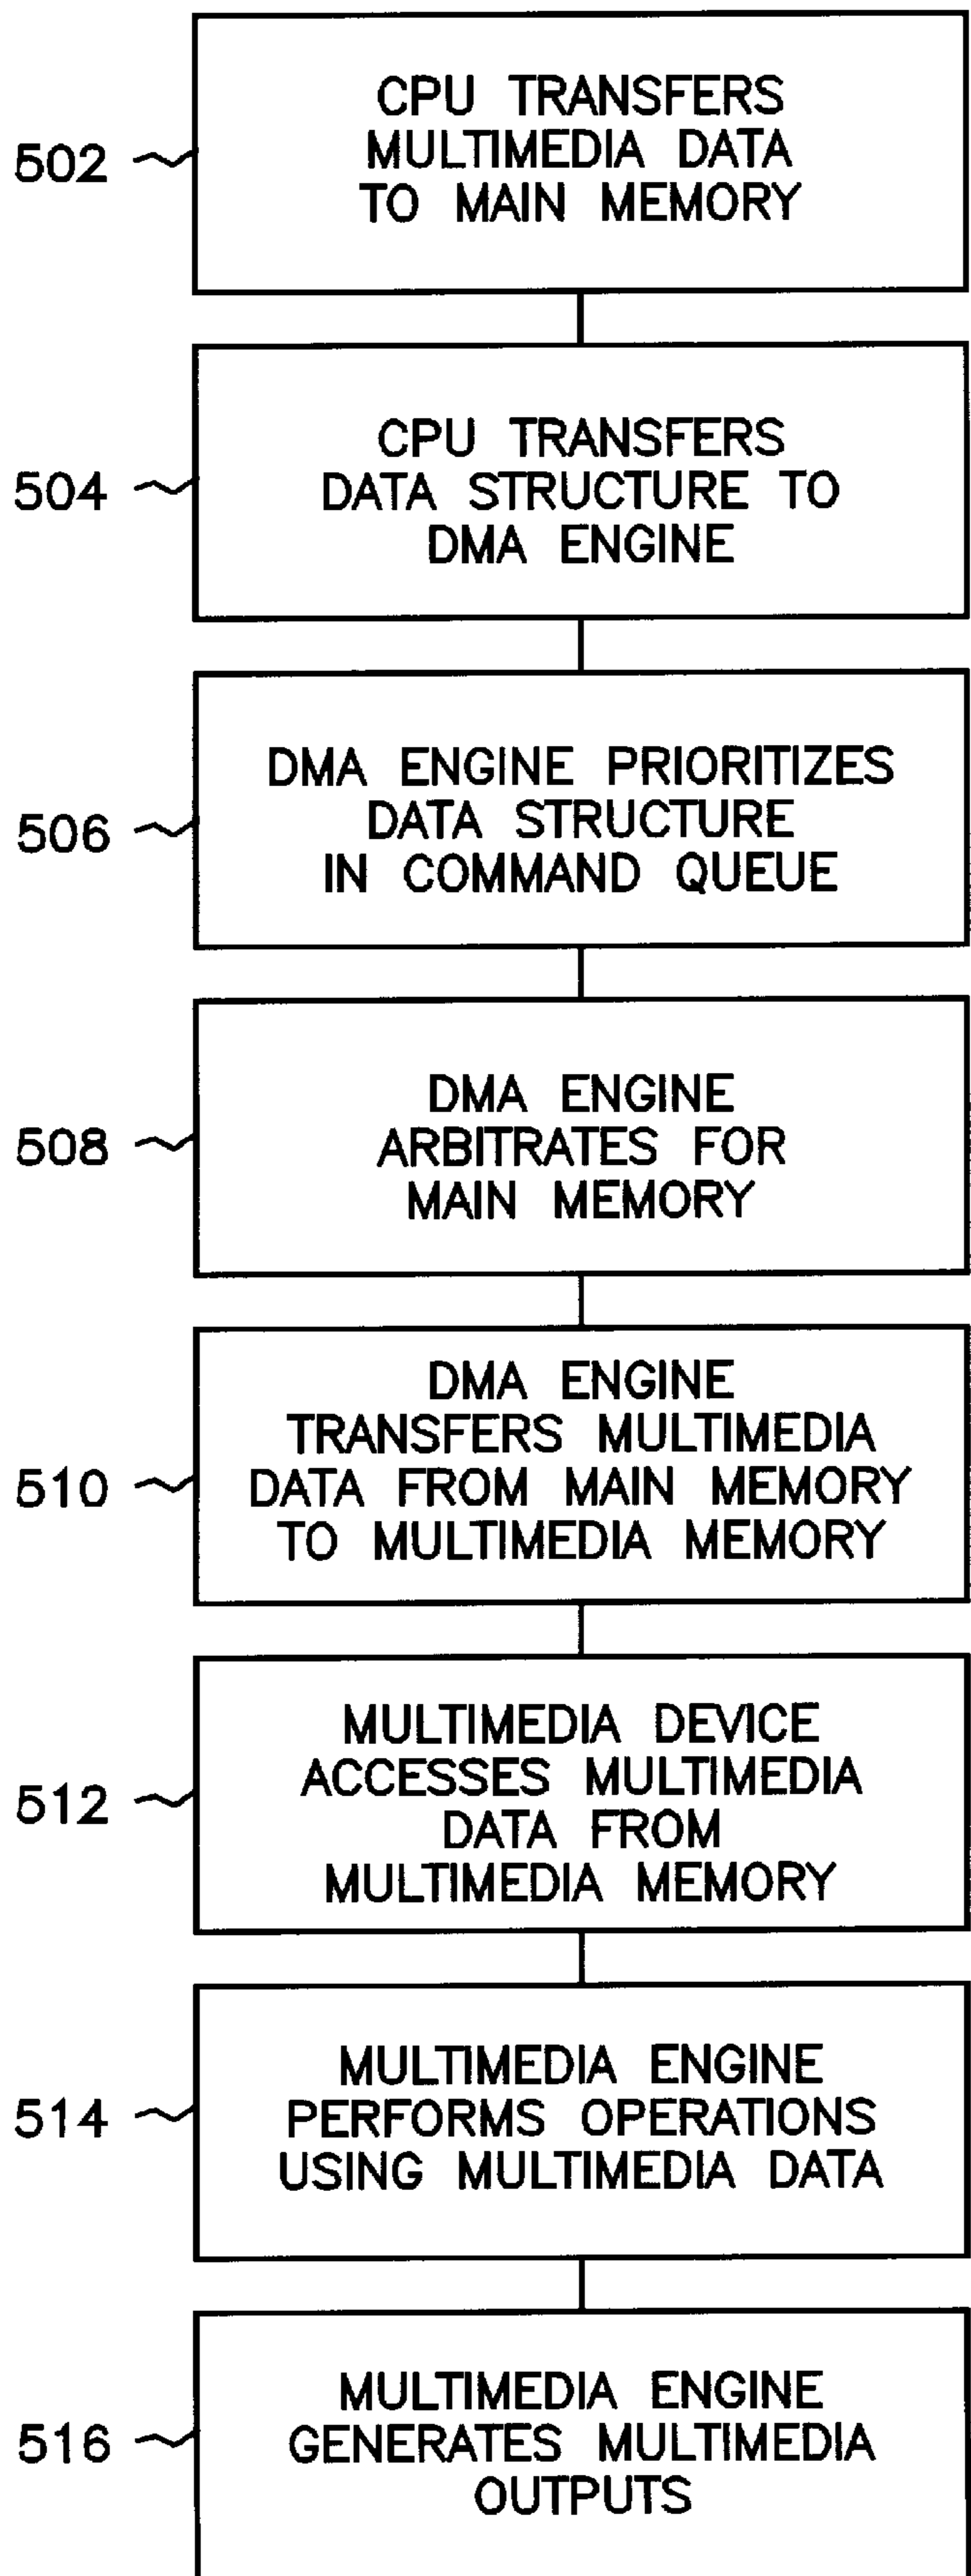 502
CPU TRANSFERS
MULTIMEDIA DATA
TO MAIN MEMORY
504
CPU TRANSFERS
DATA STRUCTURE TO
DMA ENGINE
506
DMA ENGINE PRIORITIZES
DATA STRUCTURE
IN COMMAND QUEUE
508
DMA ENGINE
ARBITRATES FOR
MAIN MEMORY
510
DMA ENGINE
TRANSFERS MULTIMEDIA
DATA FROM MAIN MEMORY
TO MULTIMEDIA MEMORY
512
MULTIMEDIA DEVICE
ACCESSES MULTIMEDIA
DATA FROM
MULTIMEDIA MEMORY
514
MULTIMEDIA ENGINE
PERFORMS OPERATIONS
USING MULTIMEDIA DATA
516
MULTIMEDIA ENGINE
GENERATES MULTIMEDIA
OUTPUTS